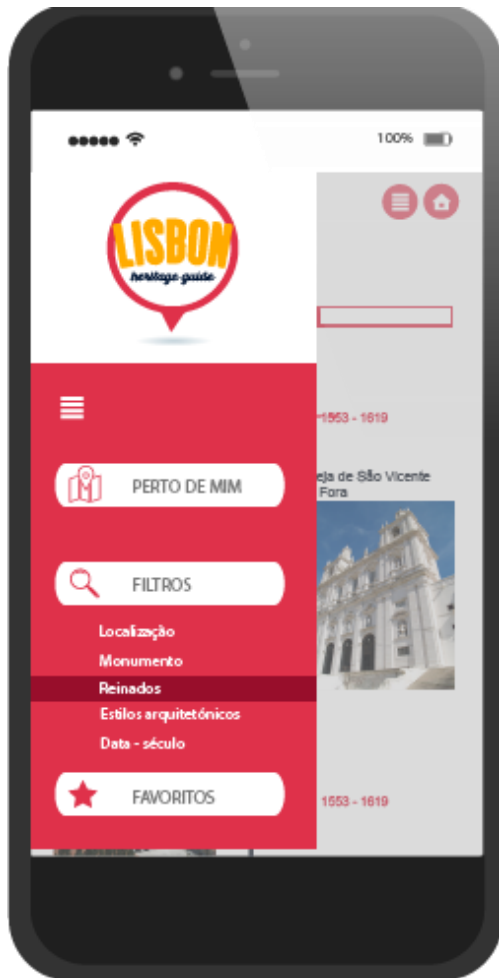 100%
LISBON
heritage guide
1553 - 1619
PERTO DE MIM
de São Vicente
Fora
FILTROS
Localização
Monumento
Reinados
Estilos arquitetónicos
Data - século
FAVORITOS
1553 - 1619